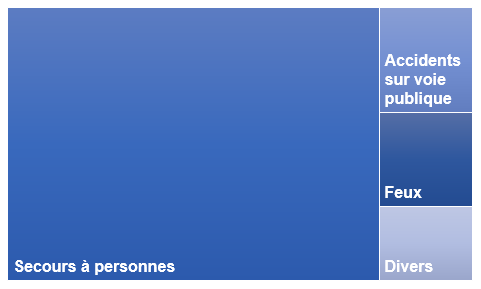 Accidents
sur voie
publique
Feux
Secours à personnes
Divers